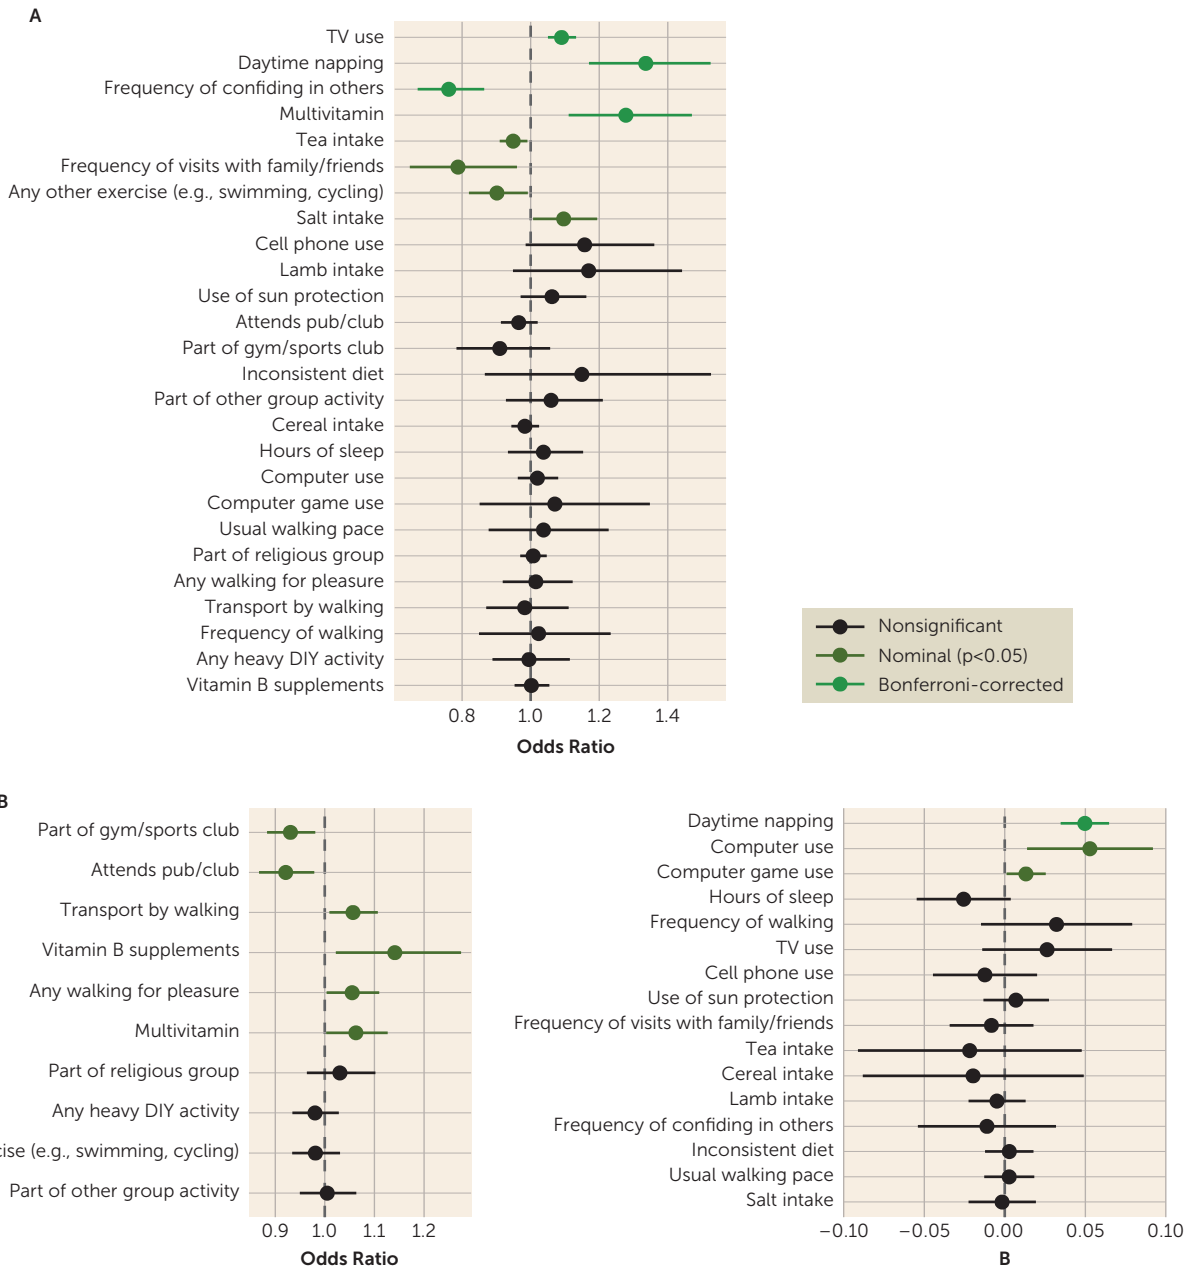 A
TV use
Daytime napping
Frequency of confiding in others
Multivitamin
Tea intake
Frequency of visits with family/friends
Any other exercise (e.g., swimming, cycling)
Salt intake
Cell phone use
Lamb intake
Use of sun protection
Attends pub/club
Part of gym/sports club
Inconsistent diet
Part of other group activity
Cereal intake
Hours of sleep
Computer use
Computer game use
Usual walking pace
Part of religious group
Any walking for pleasure
Transport by walking
Frequency of walking
Any heavy DIY activity
Vitamin B supplements
0.8 1.0 1.2 1.4
Odds Ratio
Nonsignificant
Nominal (p<0.05)
Bonferroni-corrected
B
Part of gym/sports club
Attends pub/club
Transport by walking
Vitamin B supplements
Any walking for pleasure
Multivitamin
Part of religious group
Any heavy DIY activity
cise (e.g., swimming, cycling)
Part of other group activity
0.9 1.0 1.1 1.2
Odds Ratio
Daytime napping
Computer use
Computer game use
Hours of sleep
Frequency of walking
TV use
Cell phone use
Use of sun protection
Frequency of visits with family/friends
Tea intake
Cereal intake
Lamb intake
Frequency of confiding in others
Inconsistent diet
Usual walking pace
Salt intake
−0.10 −0.05 0.00 0.05 0.10
B